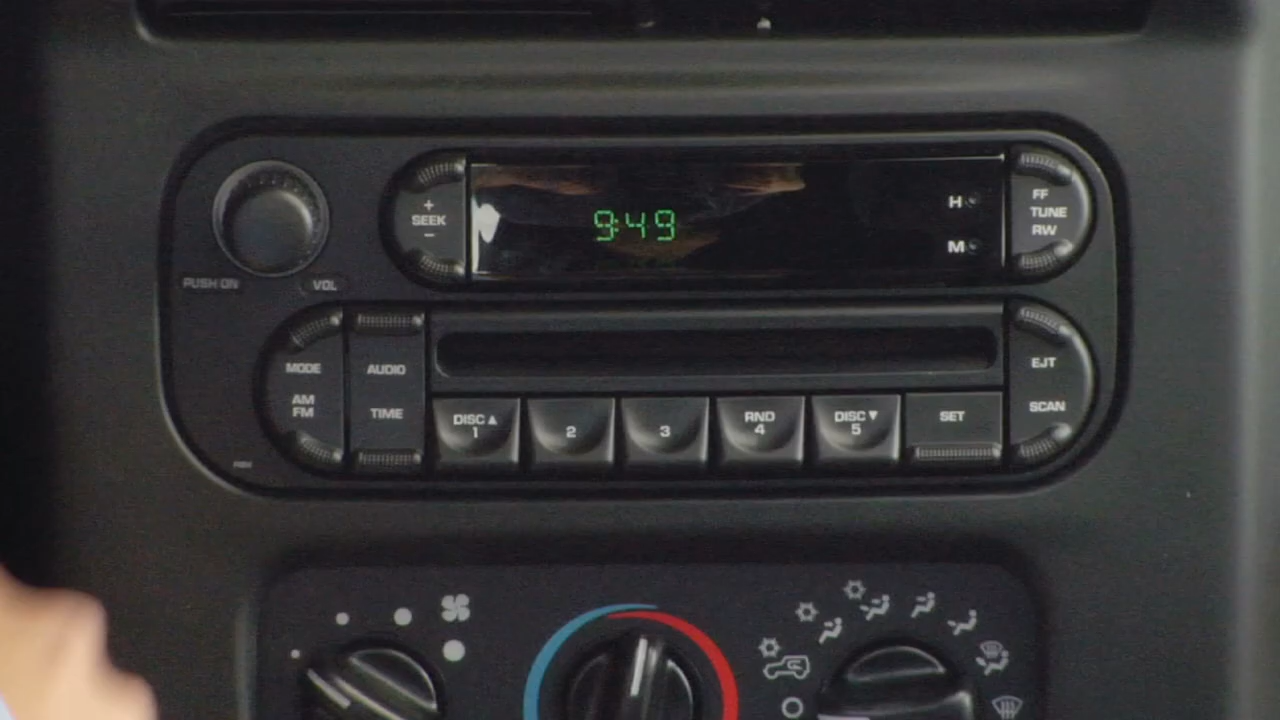 +
SEEK
−
9:49
H
M
FF
TUNE
RW
PUSH ON
VOL
MODE
AM
FM
AUDIO
TIME
DISC▲
1
2
3
RND
4
DISC▼
5
SET
EJT
SCAN